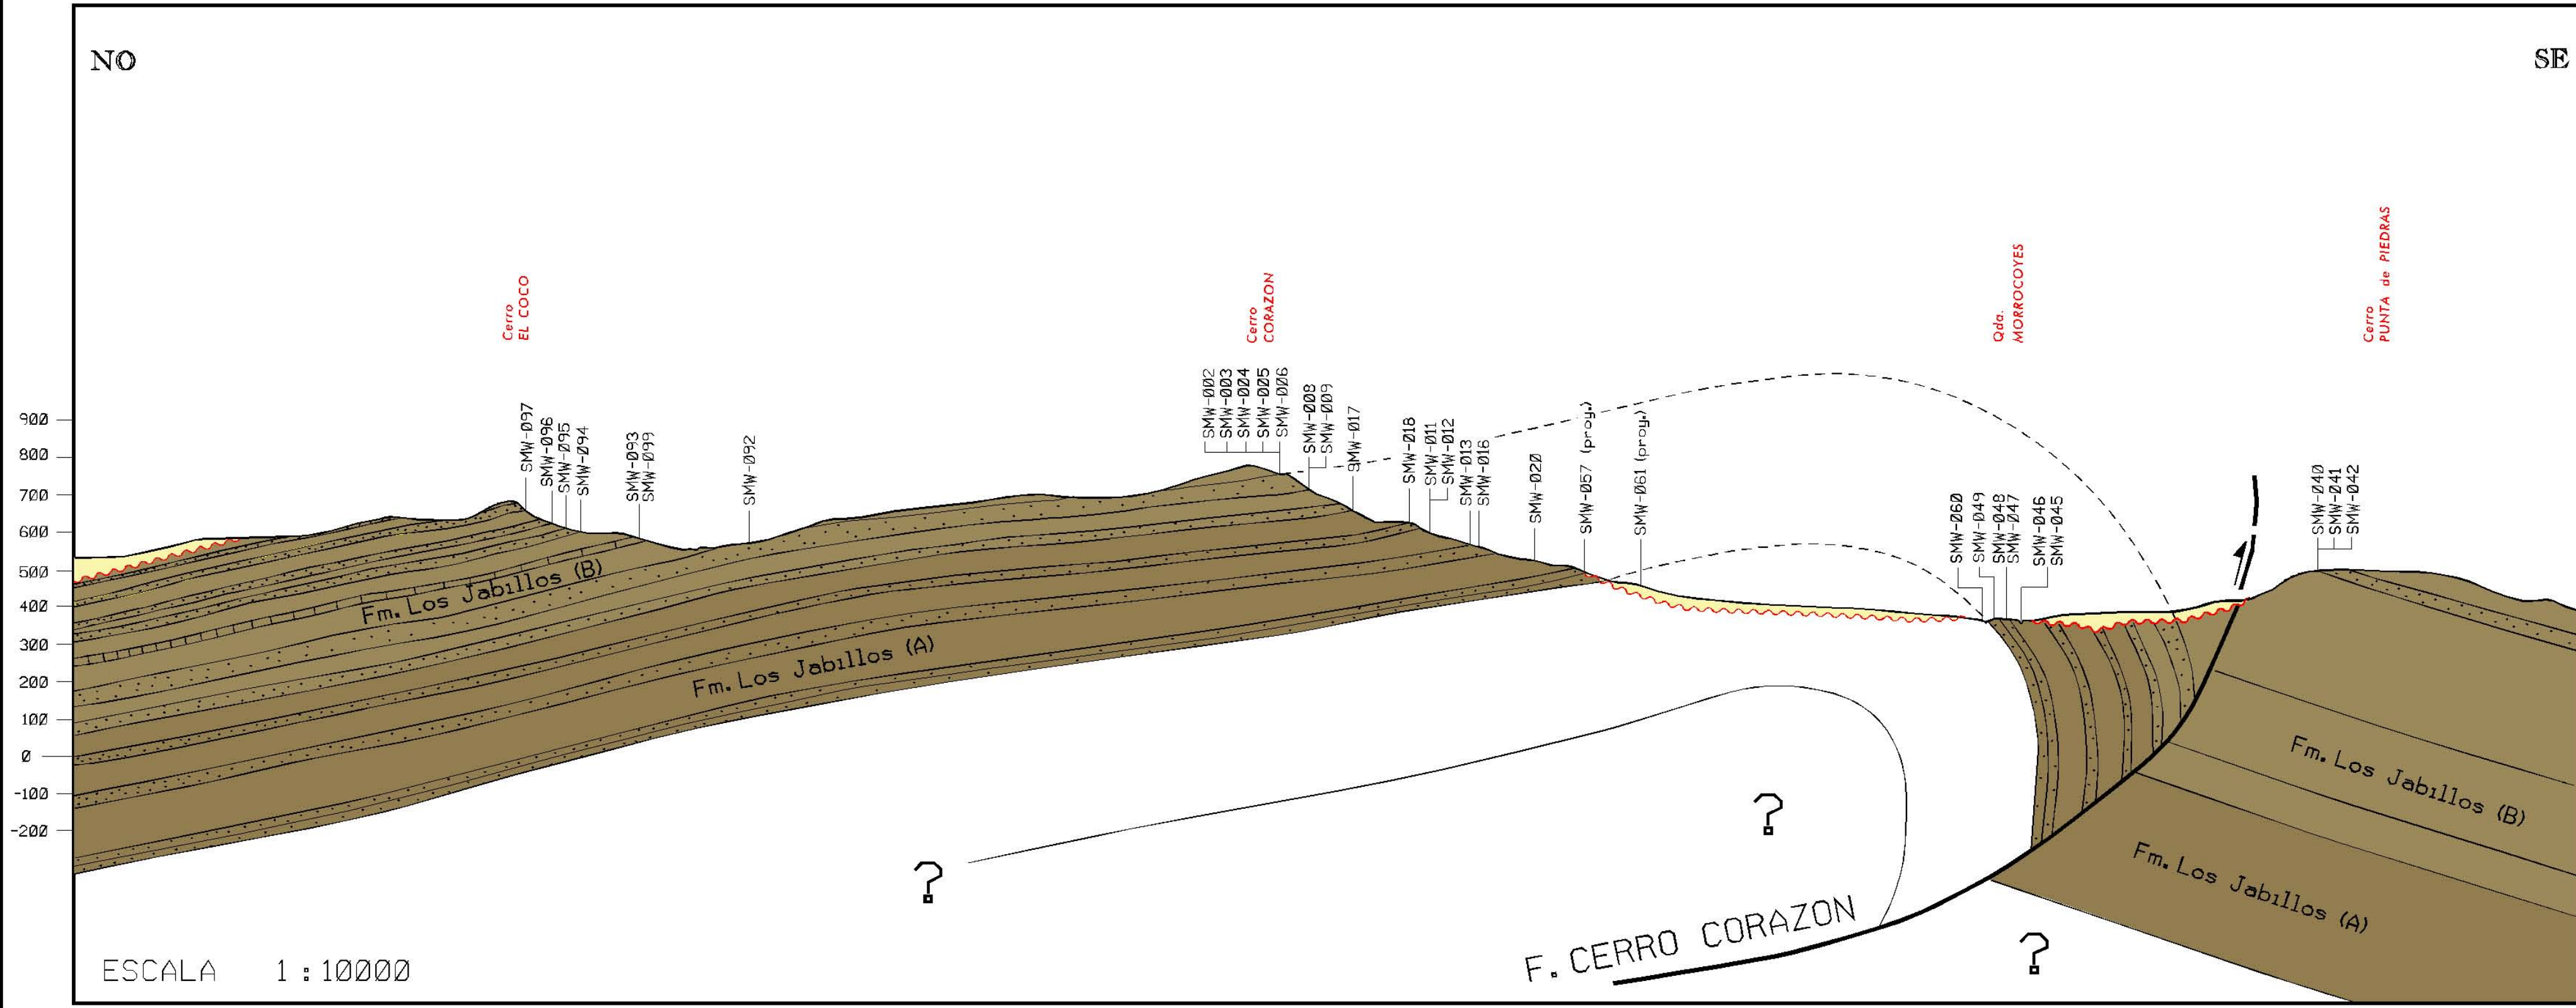 NO
SE
Cerro
EL COCO
Cerro
CORAZON
Qda.
MORROCOYES
Cerro
PUNTA de PIEDRAS
900
800
700
600
500
400
300
200
100
0
-100
-200
SMW-097
SMW-096
SMW-095
SMW-094
SMW-093
SMW-099
SMW-092
SMW-002
SMW-003
SMW-004
SMW-005
SMW-006
SMW-008
SMW-009
SMW-017
SMW-018
SMW-011
SMW-012
SMW-013
SMW-016
SMW-020
SMW-057 (proy.)
SMW-061 (proy.)
SMW-060
SMW-049
SMW-048
SMW-047
SMW-046
SMW-045
SMW-040
SMW-041
SMW-042
Fm. Los Jabıllos (B)
Fm. Los Jabıllos (A)
Fm. Los Jabıllos (B)
Fm. Los Jabıllos (A)
?
?
?
F. CERRO CORAZON
ESCALA 1:10000